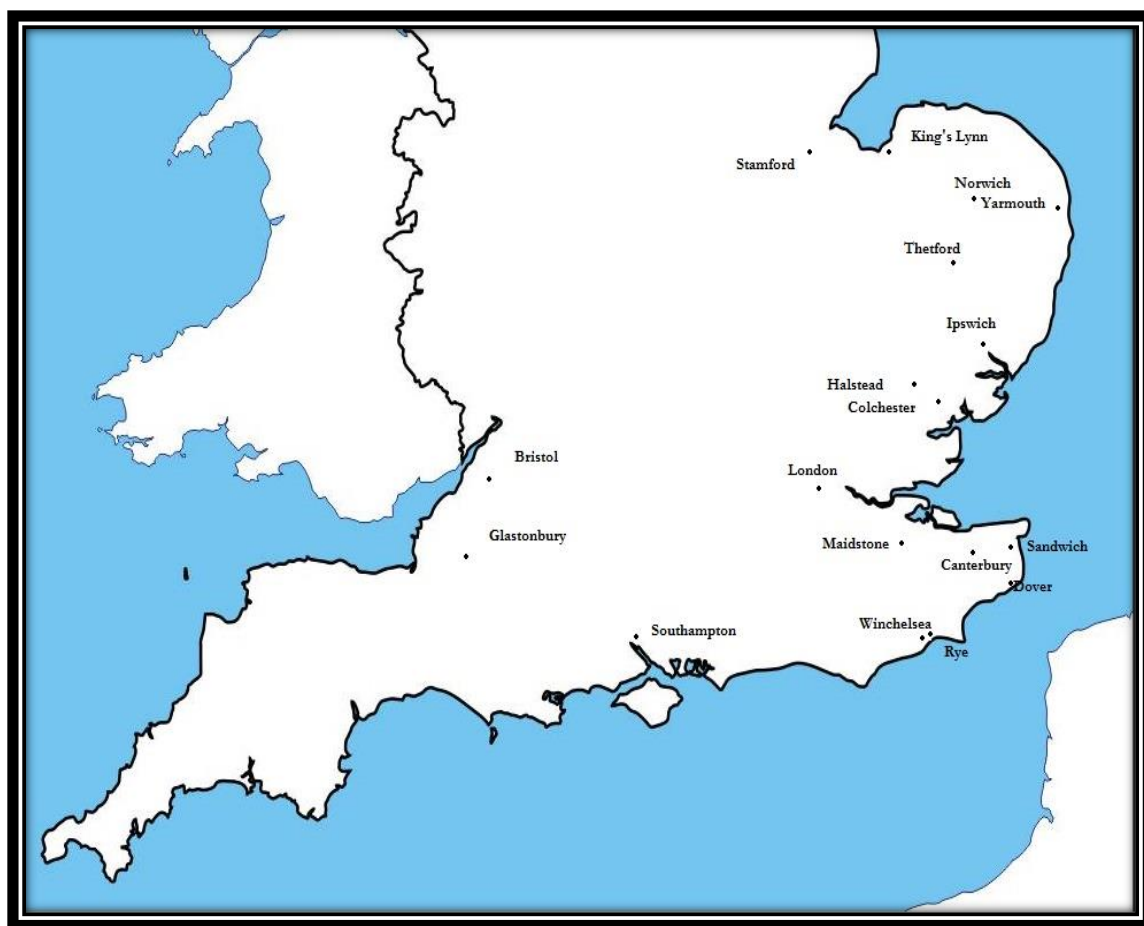 King's Lynn
Stamford
Norwich
Yarmouth
Thetford
Ipswich
Halstead
Colchester
Bristol
London
Glastonbury
Maidstone
Sandwich
Canterbury
Dover
Winchelsea
Southampton
Rye